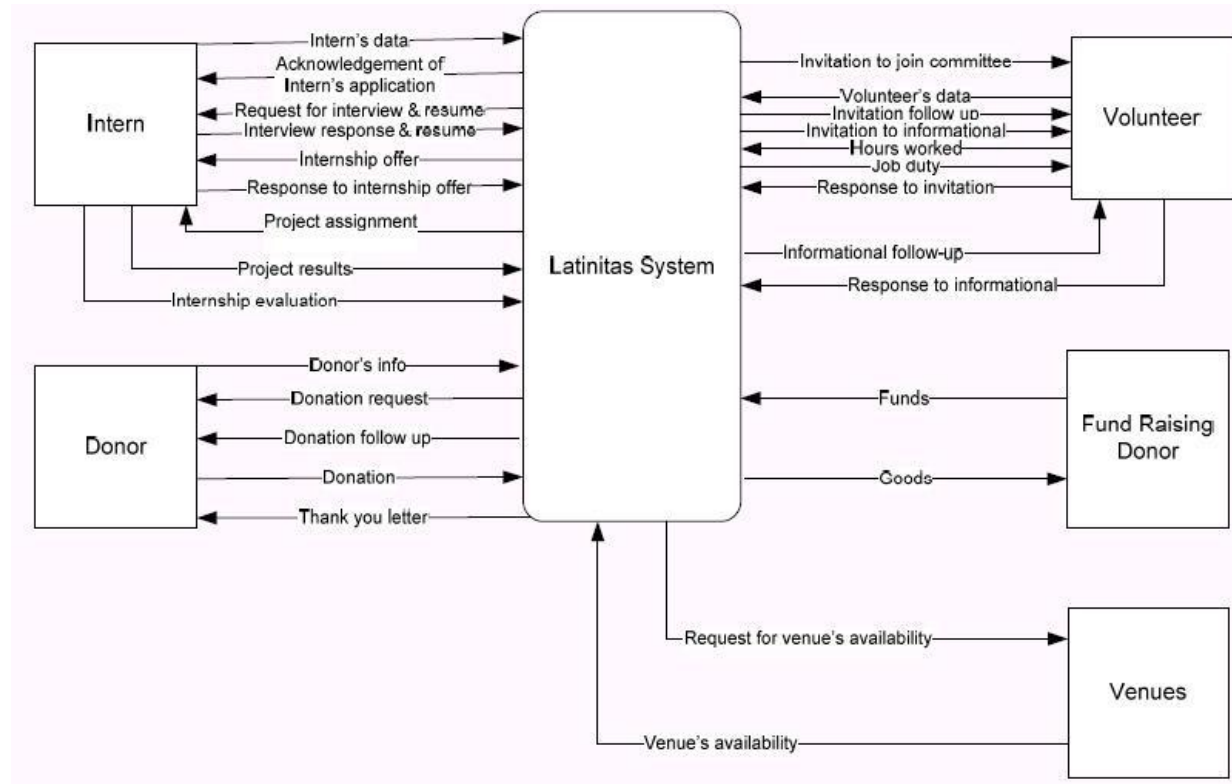 Intern
Intern's data
Acknowledgement of
Intern's application
Request for interview & resume
Interview response & resume
Internship offer
Response to internship offer
Project assignment
Project results
Internship evaluation
Latinitas System
Invitation to join committee
Volunteer's data
Invitation follow up
Invitation to informational
Hours worked
Job duty
Response to invitation
Informational follow-up
Response to informational
Volunteer
Donor
Donor's info
Donation request
Donation follow up
Donation
Thank you letter
Funds
Goods
Fund Raising
Donor
Request for venue's availability
Venue's availability
Venues